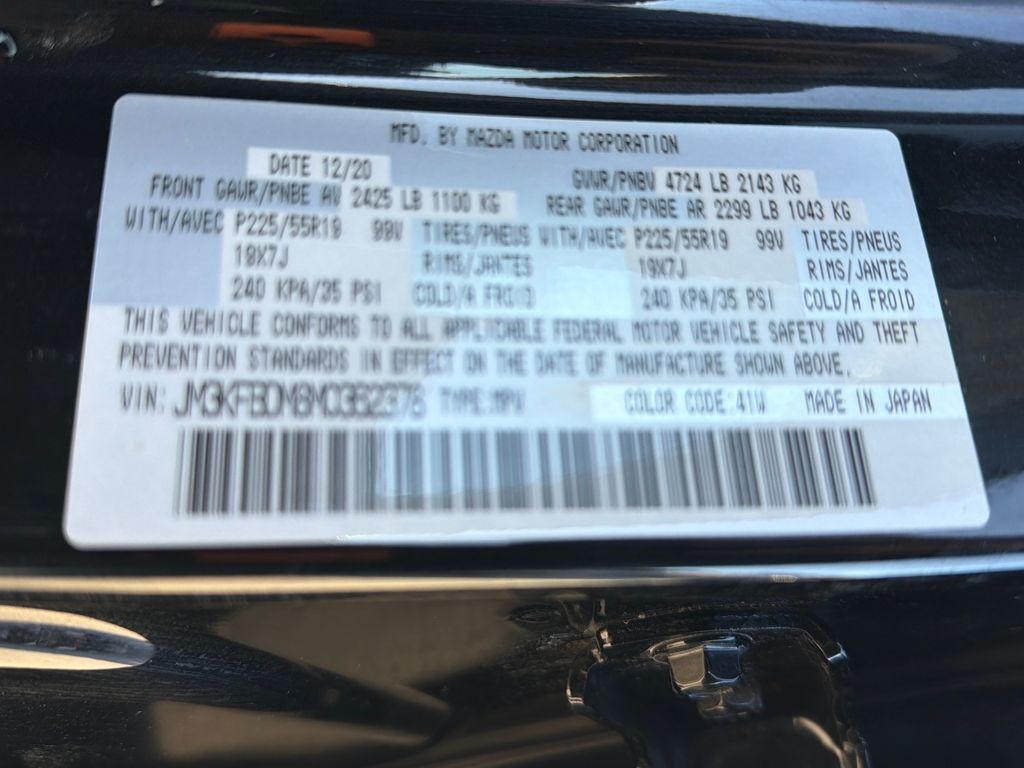 MFD. BY MAZDA MOTOR CORPORATION
DATE 12/20 GVWR/PNBV 4724 LB 2143 KG
FRONT GAWR/PNBE AV 2425 LB 1100 KG REAR GAWR/PNBE AR 2299 LB 1043 KG
WITH/AVEC P225/55R19 99V TIRES/PNEUS WITH/AVEC P225/55R19 99V TIRES/PNEUS
19X7J RIMS/JANTES 19X7J RIMS/JANTES
240 KPA/35 PSI COLD/A FROID 240 KPA/35 PSI COLD/A FROID
THIS VEHICLE CONFORMS TO ALL APPLICABLE FEDERAL MOTOR VEHICLE SAFETY AND THEFT
PREVENTION STANDARDS IN EFFECT ON THE DATE OF MANUFACTURE SHOWN ABOVE.
VIN: TYPE:MPV COLOR CODE:41W MADE IN JAPAN